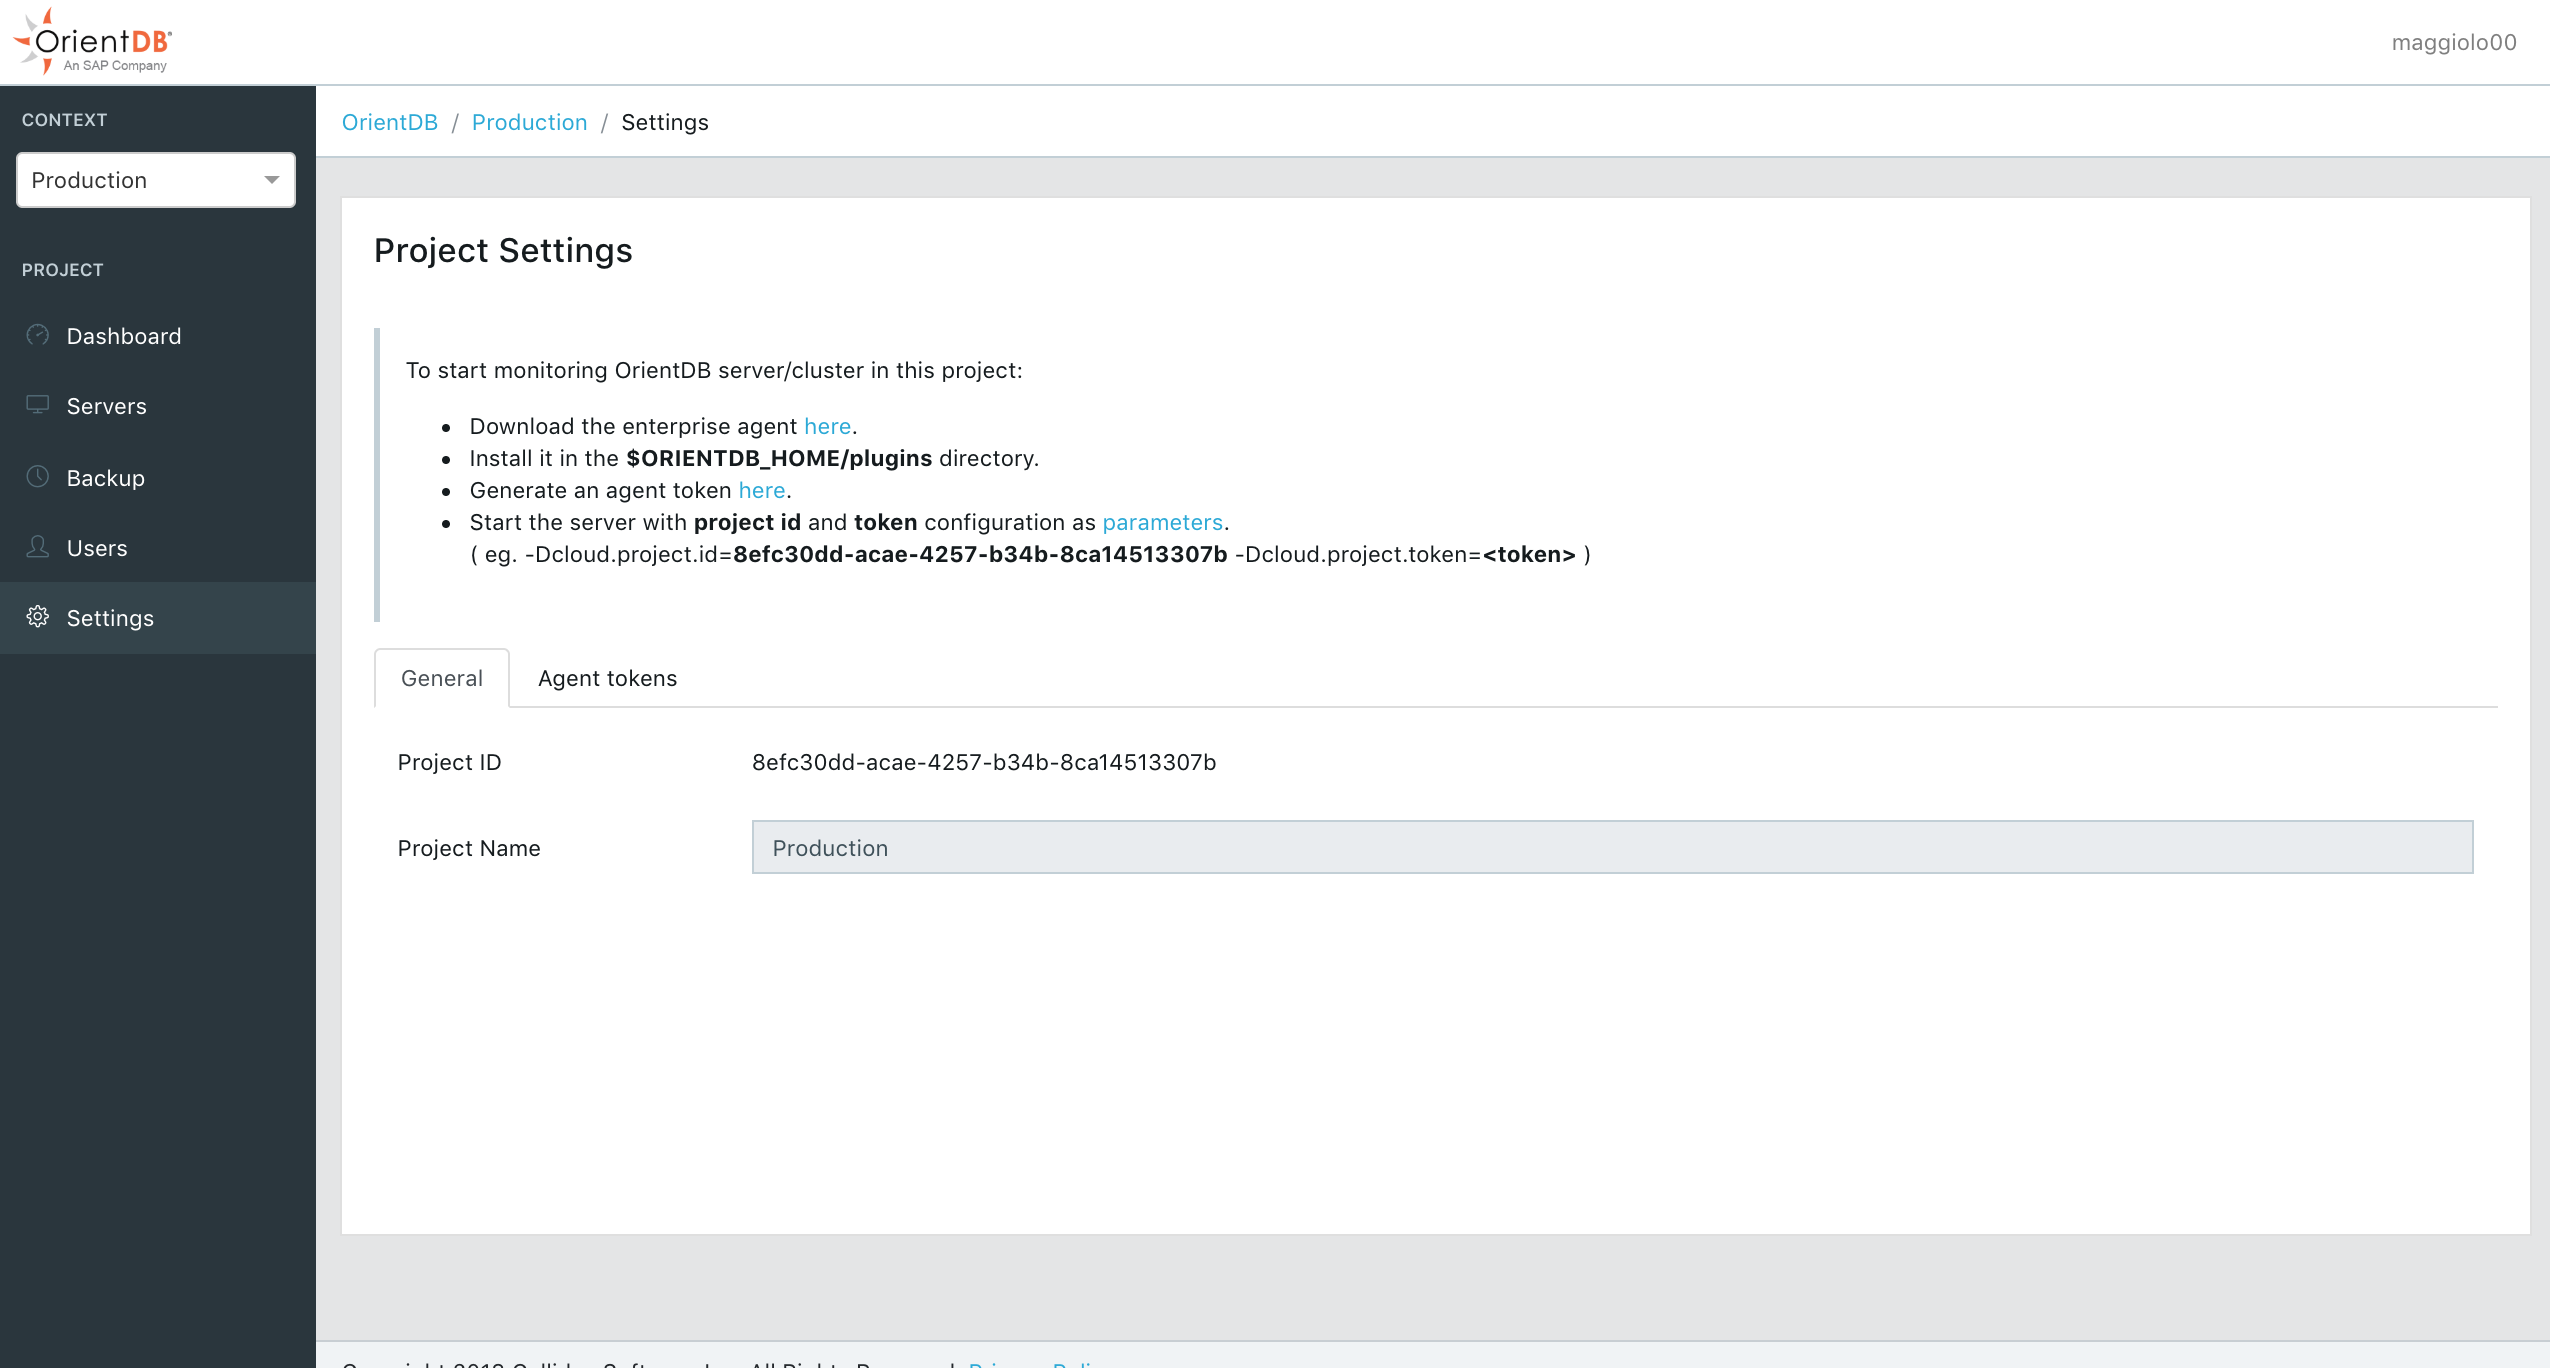 OrientDB®
An SAP Company
maggiolo00
CONTEXT
Production
PROJECT
Dashboard
Servers
Backup
Users
Settings
OrientDB / Production / Settings
Project Settings
To start monitoring OrientDB server/cluster in this project:
• Download the enterprise agent here.
• Install it in the $ORIENTDB_HOME/plugins directory.
• Generate an agent token here.
• Start the server with project id and token configuration as parameters.
( eg. -Dcloud.project.id=8efc30dd-acae-4257-b34b-8ca14513307b -Dcloud.project.token=<token> )
General
Agent tokens
Project ID
8efc30dd-acae-4257-b34b-8ca14513307b
Project Name
Production